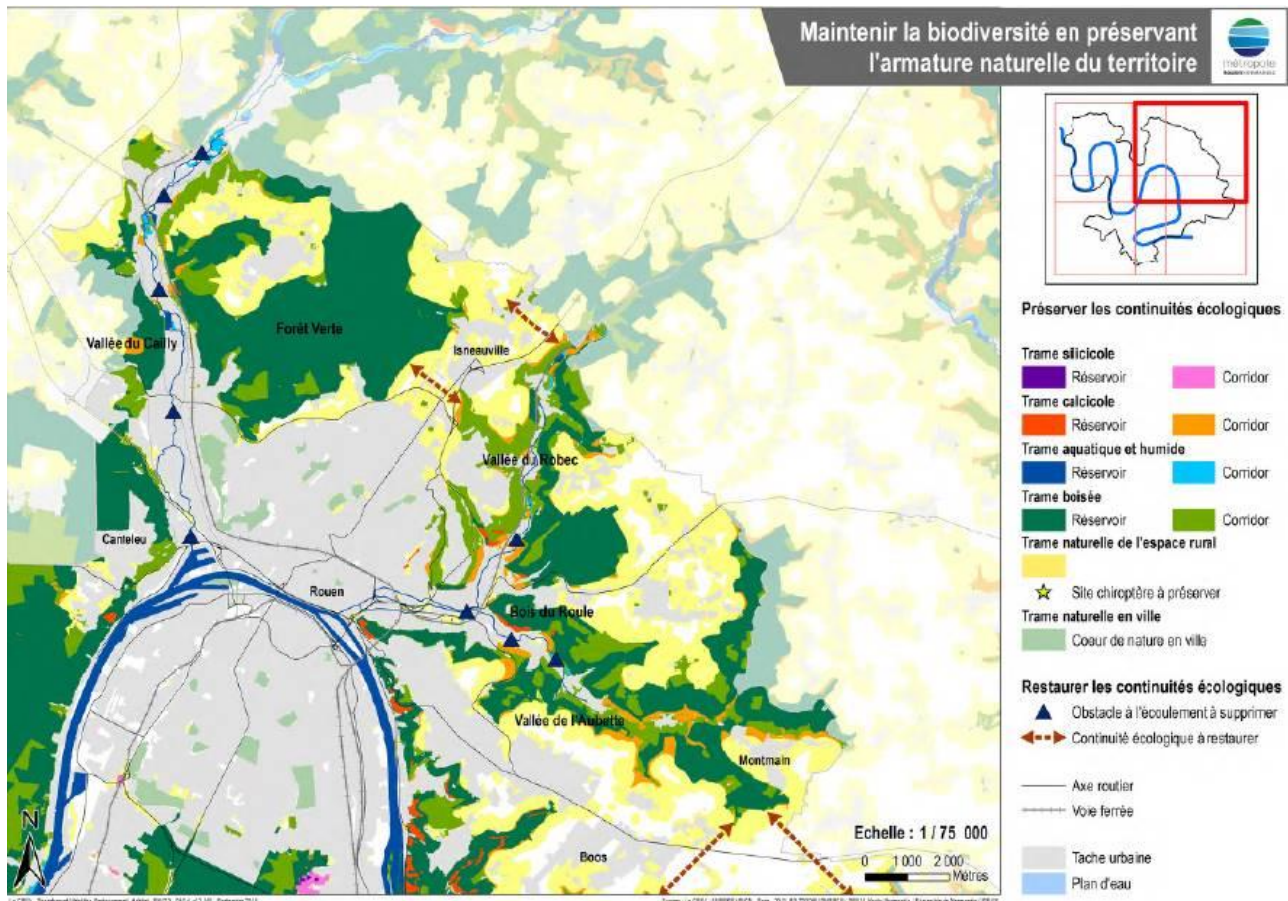 Maintenir la biodiversité en préservant
l'armature naturelle du territoire
métropole
Préserver les continuités écologiques
Trame silicicole
Réservoir Corridor
Trame calcicole
Réservoir Corridor
Trame aquatique et humide
Réservoir Corridor
Trame boisée
Réservoir Corridor
Trame naturelle de l'espace rural
Site chiroptère à préserver
Trame naturelle en ville
Coeur de nature en ville
Restaurer les continuités écologiques
Obstacle à l'écoulement à supprimer
Continuité écologique à restaurer
Axe routier
Voie ferrée
Tache urbaine
Plan d'eau
Forêt Verte
Vallée du Cailly
Isneauville
Vallée du Robec
Canteleu
Rouen
Bois du Roule
Vallée de l'Aubette
Montmain
Boos
N
Echelle : 1 / 75 000
0 1 000 2 000
Mètres